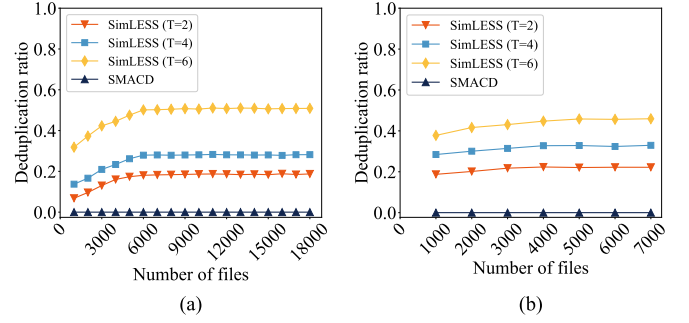 (a)
1.0
0.8
0.6
0.4
0.2
0.0
Deduplication ratio
SimLESS (T=2)
SimLESS (T=4)
SimLESS (T=6)
SMACD
0
3000
6000
9000
12000
15000
18000
Number of files
(a)
(b)
1.0
0.8
0.6
0.4
0.2
0.0
Deduplication ratio
SimLESS (T=2)
SimLESS (T=4)
SimLESS (T=6)
SMACD
0
1000
2000
3000
4000
5000
6000
7000
Number of files
(b)